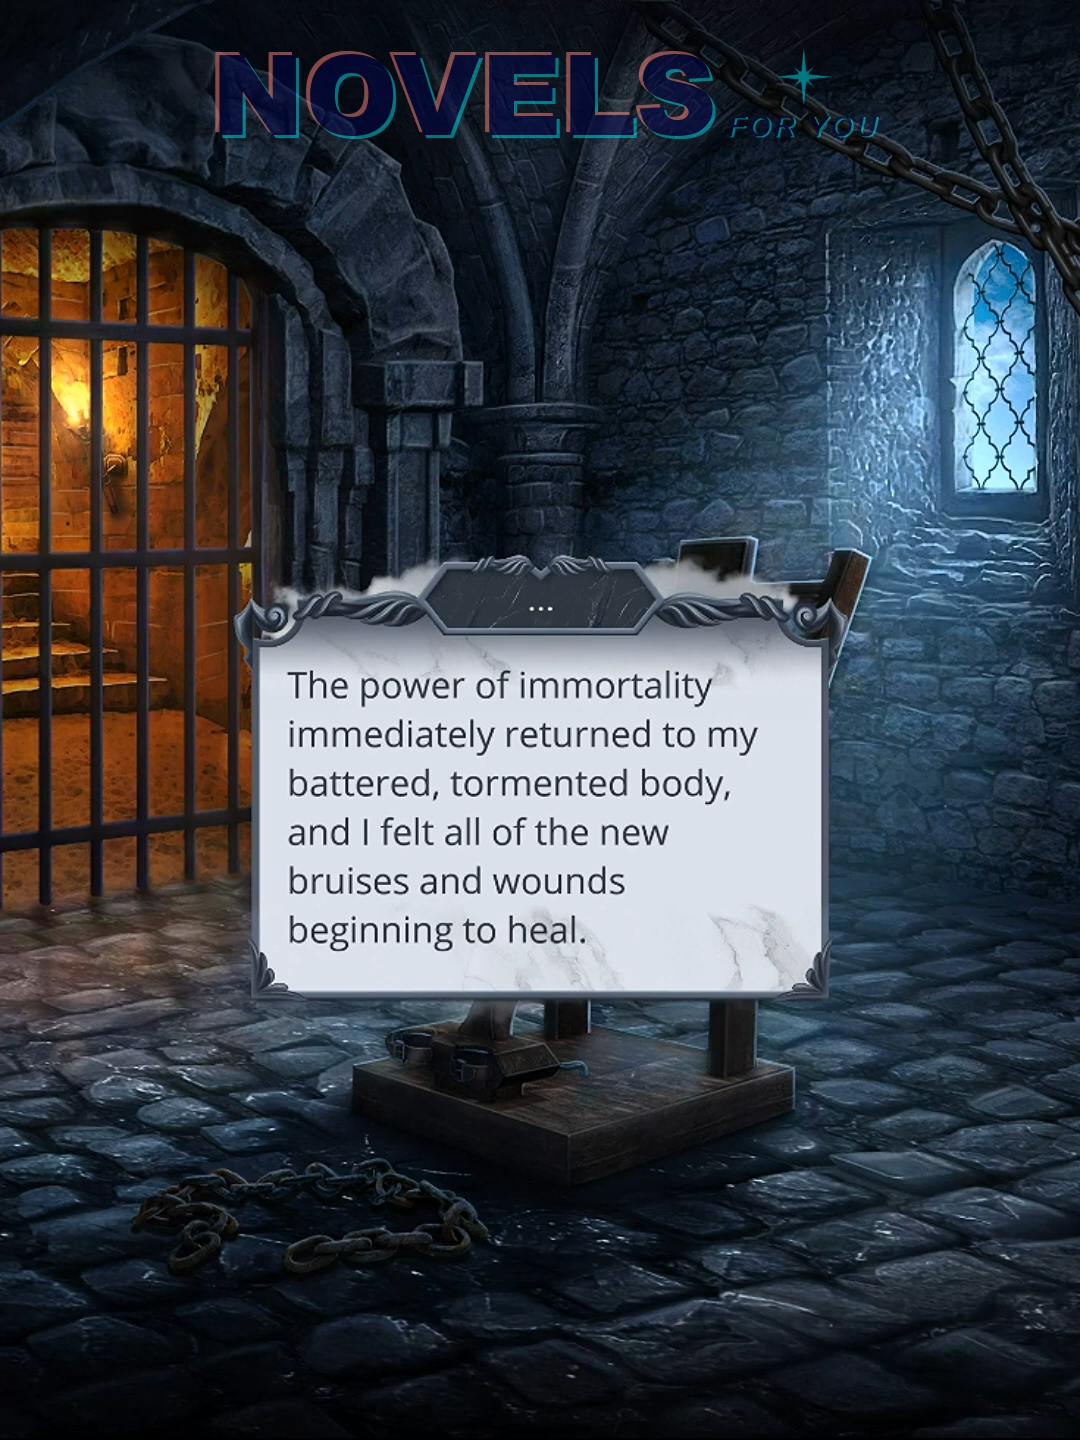 NOVELS FOR YOU
...
The power of immortality
immediately returned to my
battered, tormented body,
and I felt all of the new
bruises and wounds
beginning to heal.